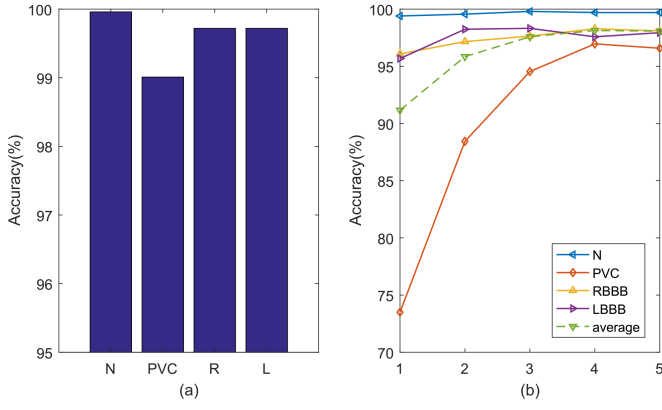 100
99
98
97
96
95
Accuracy(%)
N PVC R L
(a)
100
95
90
85
80
75
70
Accuracy(%)
1 2 3 4 5
(b)
N
PVC
RBBB
LBBB
average